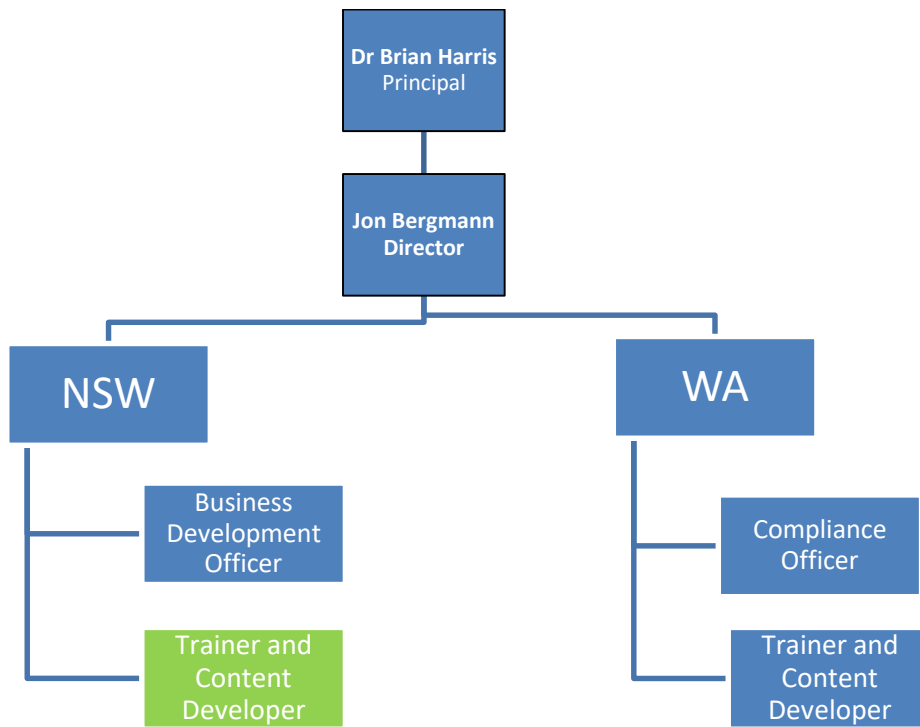 Dr Brian Harris
Principal
Jon Bergmann
Director
NSW
WA
Business
Development
Officer
Compliance
Officer
Trainer and
Content
Developer
Trainer and
Content
Developer